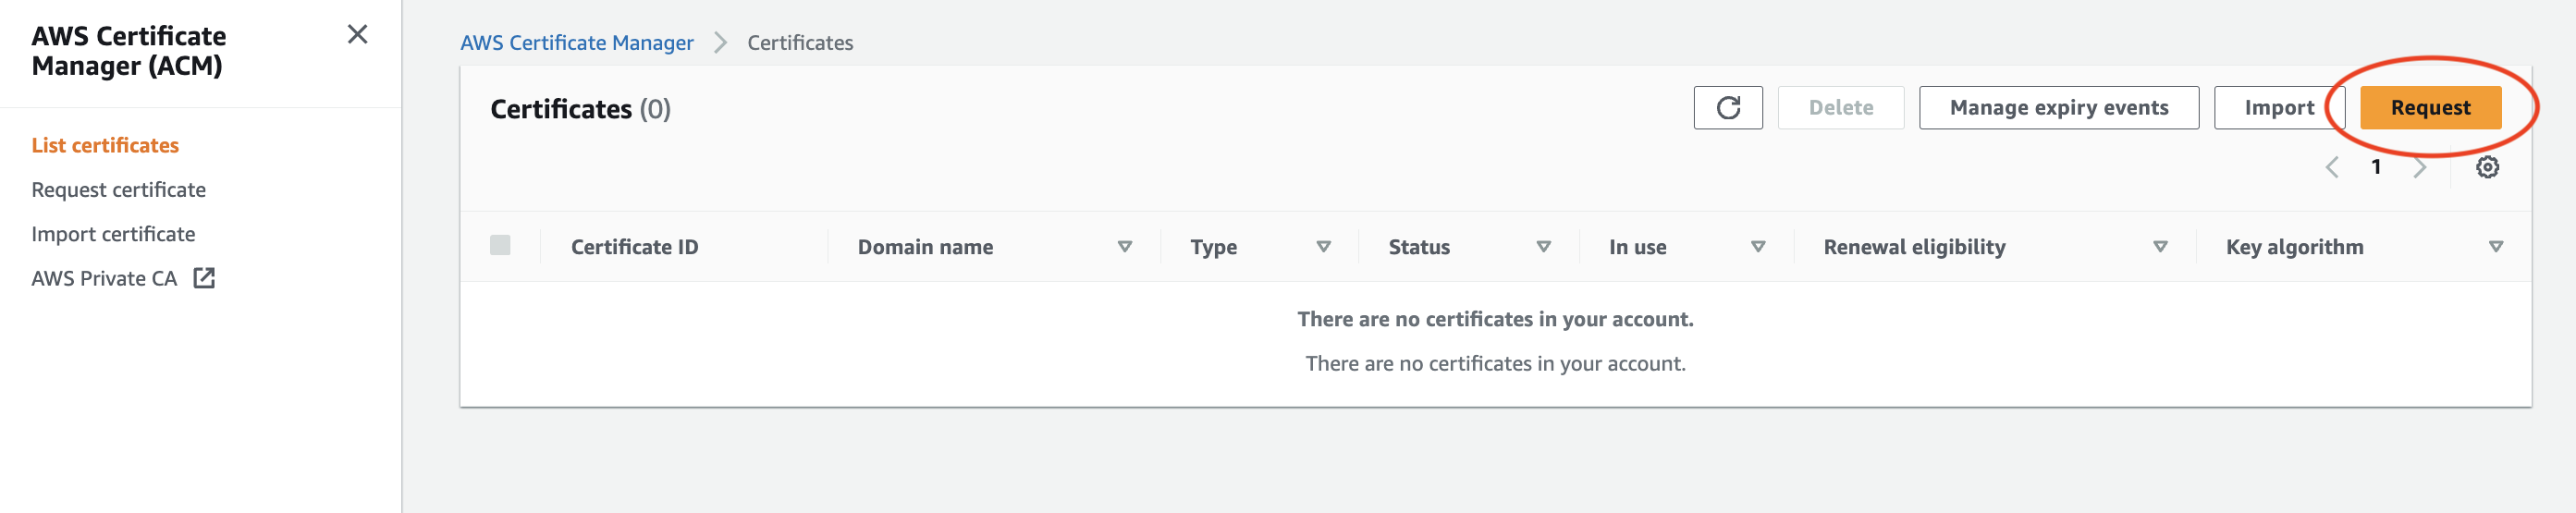 AWS Certificate
Manager (ACM)
List certificates
Request certificate
Import certificate
AWS Private CA
AWS Certificate Manager > Certificates
Certificates (0)
Delete
Manage expiry events
Import
Request
1
Certificate ID
Domain name
Type
Status
In use
Renewal eligibility
Key algorithm
There are no certificates in your account.
There are no certificates in your account.